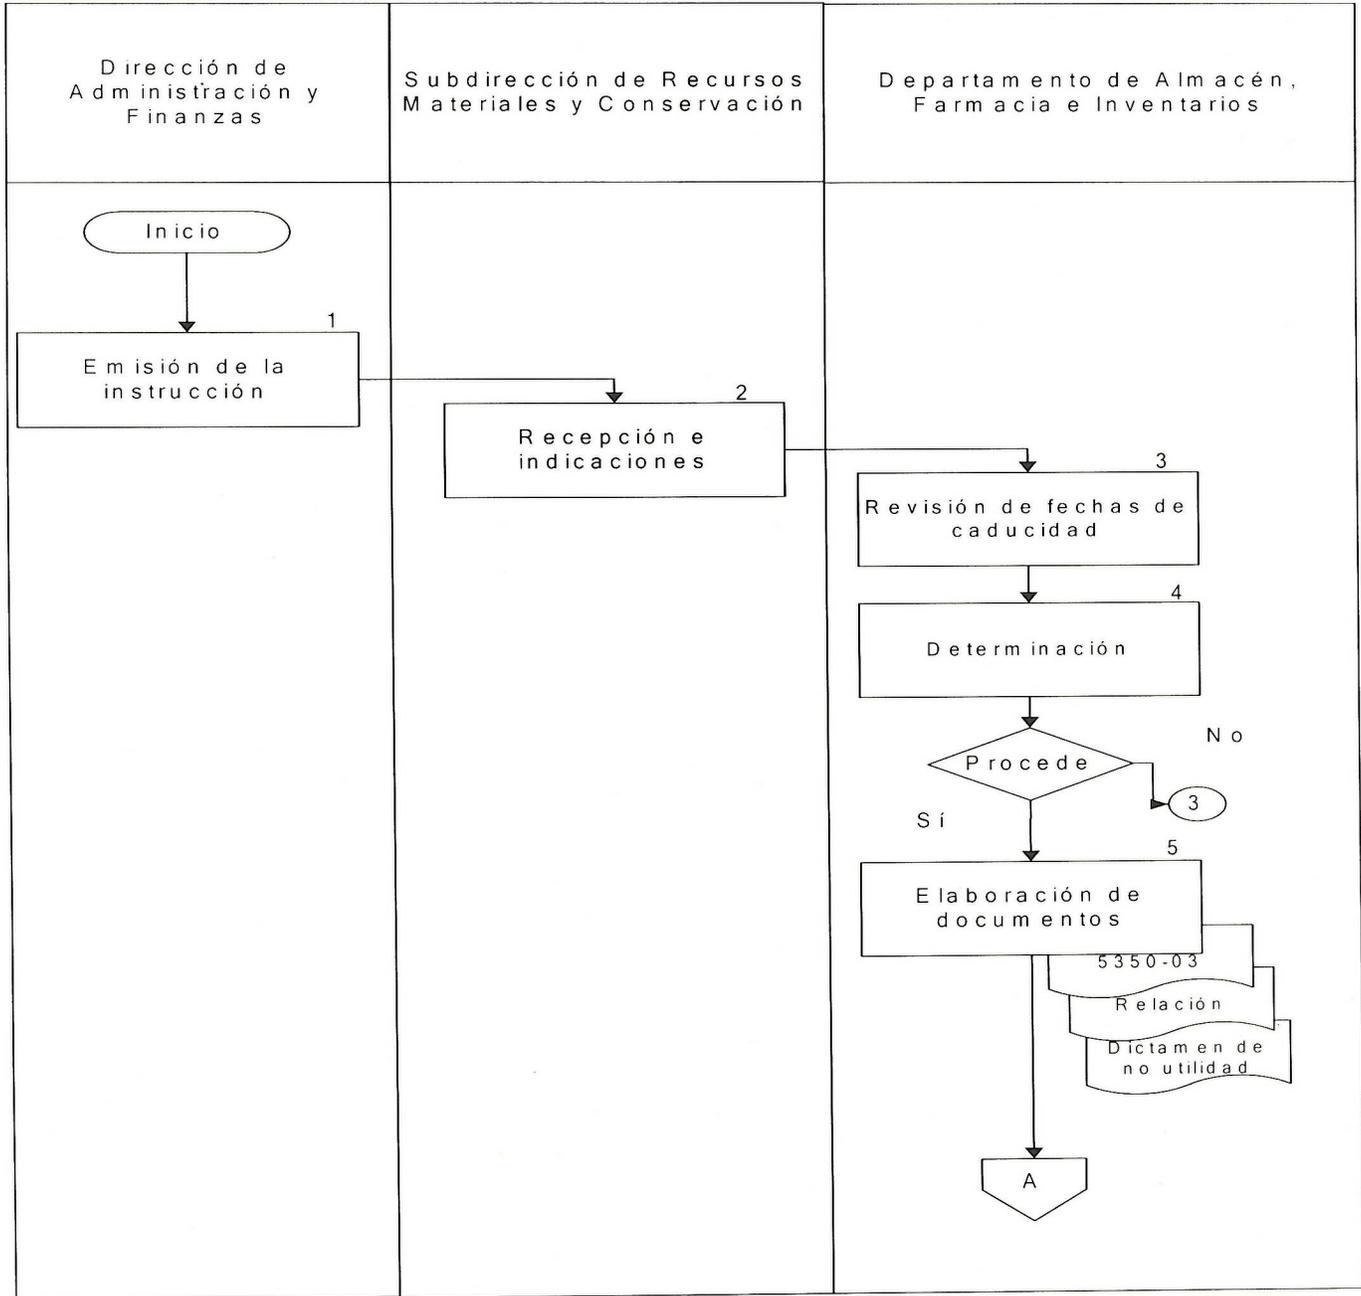 Dirección de
Administración y
Finanzas
Subdirección de Recursos
Materiales y Conservación
Departamento de Almacén,
Farmacia e Inventarios
Inicio
1
Emisión de la
instrucción
2
Recepción e
indicaciones
3
Revisión de fechas de
caducidad
4
Determinación
Procede
No
3
Sí
5
Elaboración de
documentos
5350-03
Relación
Dictamen de
no utilidad
A